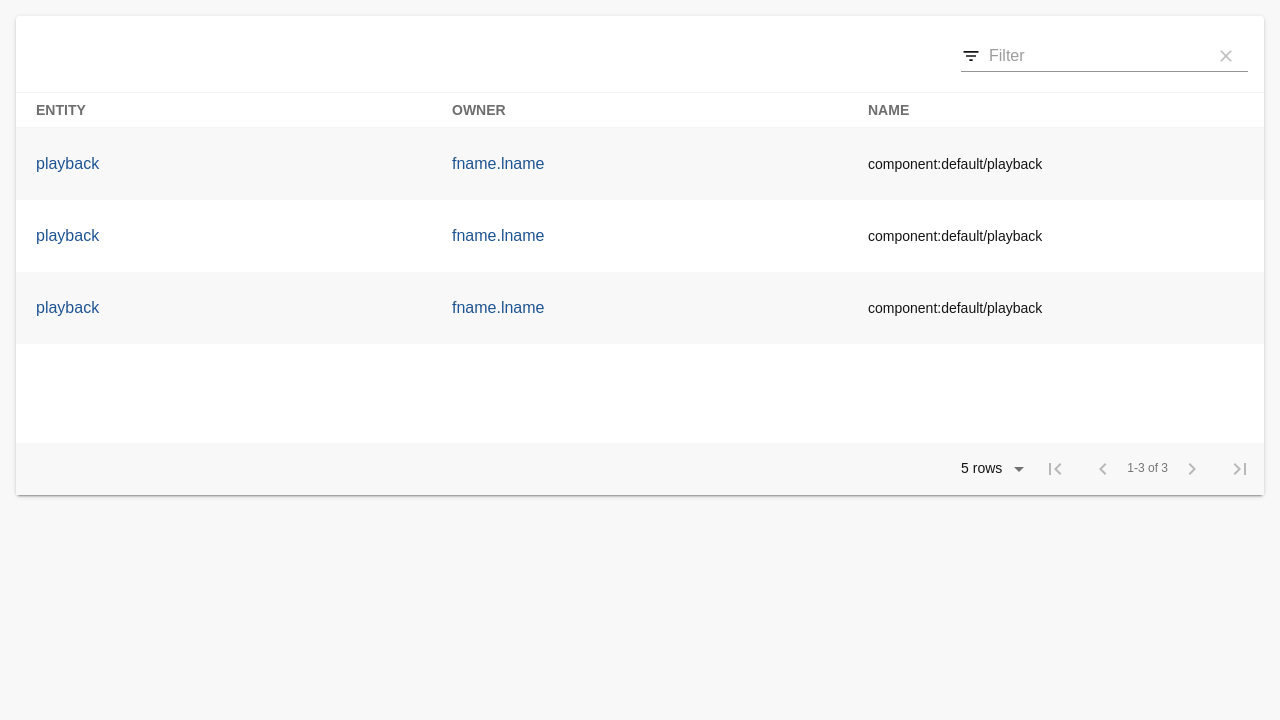 Filter
ENTITY OWNER NAME
playback fname.lname component:default/playback
playback fname.lname component:default/playback
playback fname.lname component:default/playback
5 rows 1-3 of 3